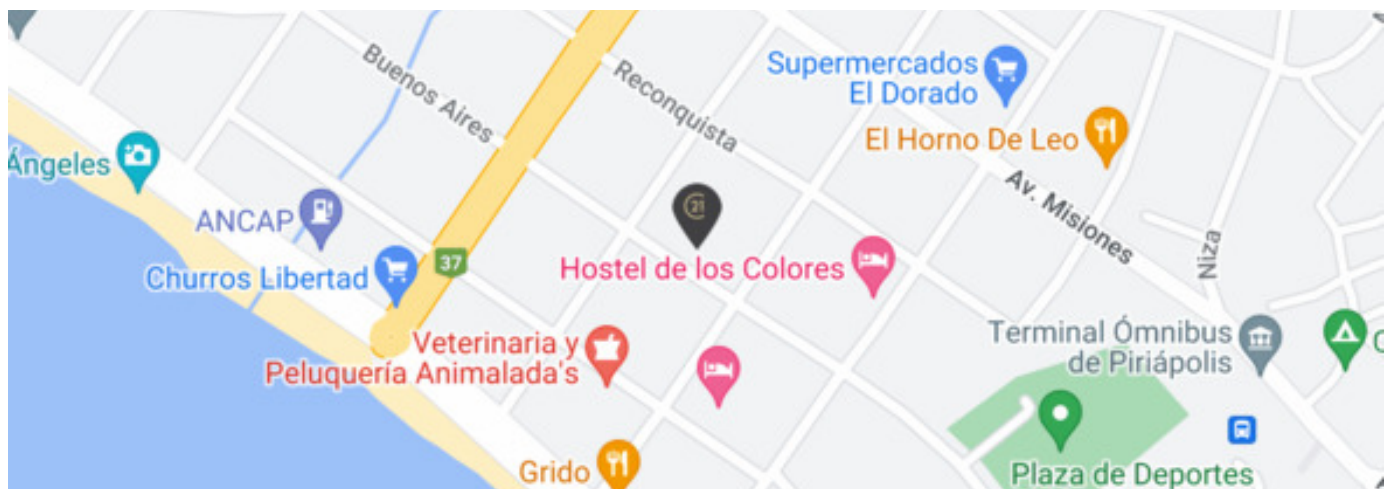 Buenos Aires
Reconquista
Supermercados
El Dorado
El Horno De Leo
Ángeles
Av. Misiones
ANCAP
21
37
Niza
Hostel de los Colores
Churros Libertad
Terminal Ómnibus
de Piriápolis
Veterinaria y
Peluquería Animalada's
Grido
Plaza de Deportes